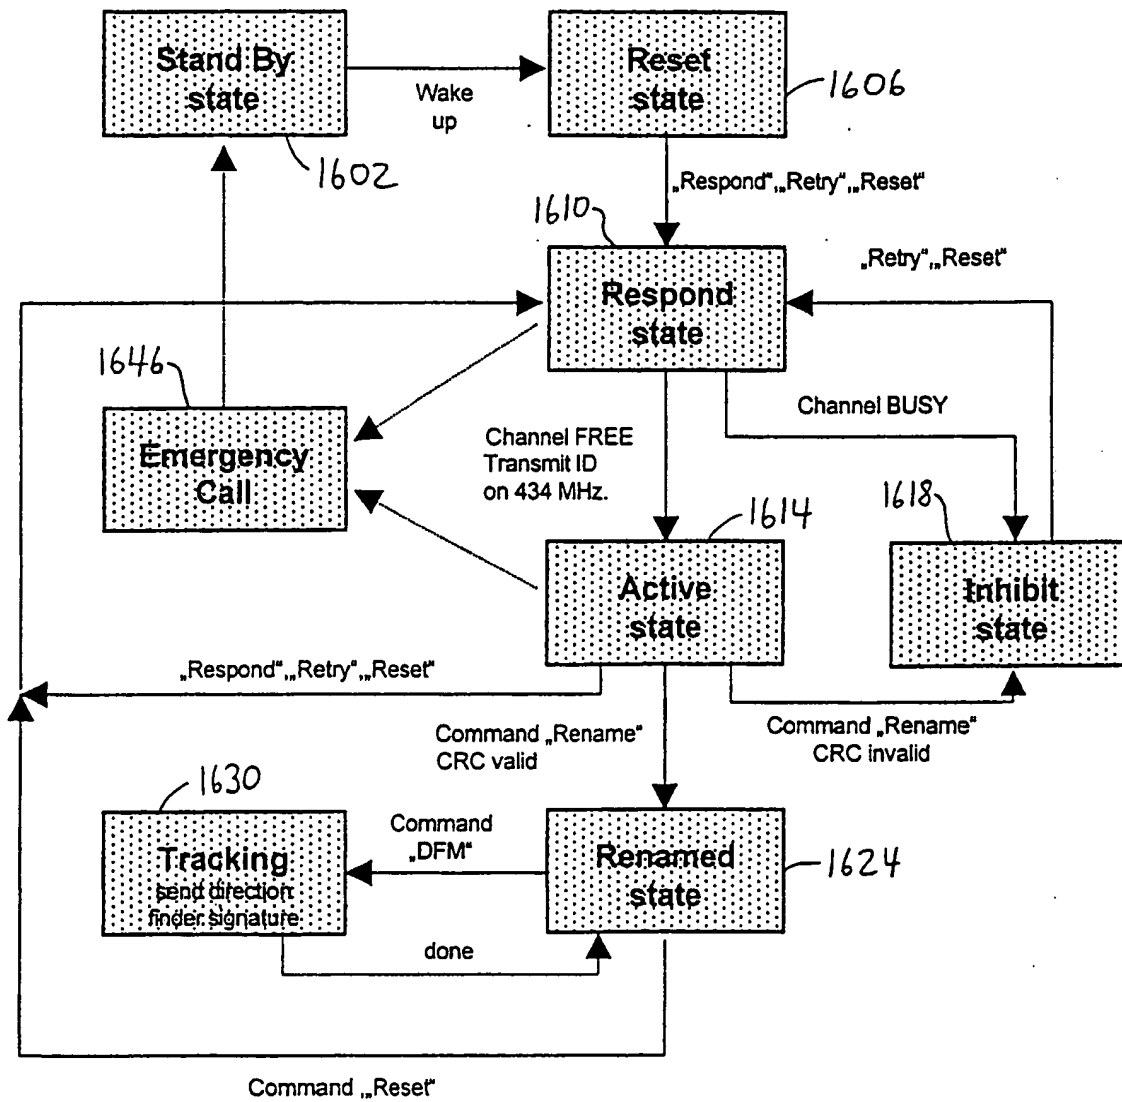 Stand By
state
Wake
up
Reset
state
1606
1602
„Respond“,„Retry“,„Reset“
1610
„Retry“,„Reset“
Respond
state
1646
Channel BUSY
Emergency
Call
Channel FREE
Transmit ID
on 434 MHz.
1614
1618
Active
state
Inhibit
state
„Respond“,„Retry“,„Reset“
Command „Rename“
CRC valid
Command „Rename“
CRC invalid
1630
Tracking
send direction
finder signature
Command
„DFM“
Renamed
state
1624
done
Command „Reset“